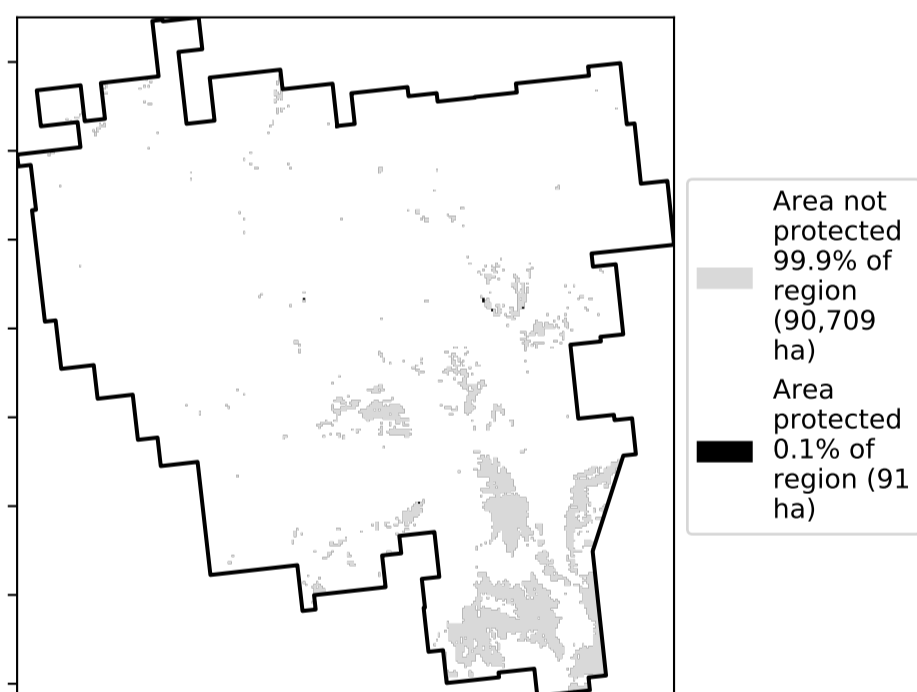 Area not
protected
99.9% of
region
(90,709
ha)
Area
protected
0.1% of
region (91
ha)